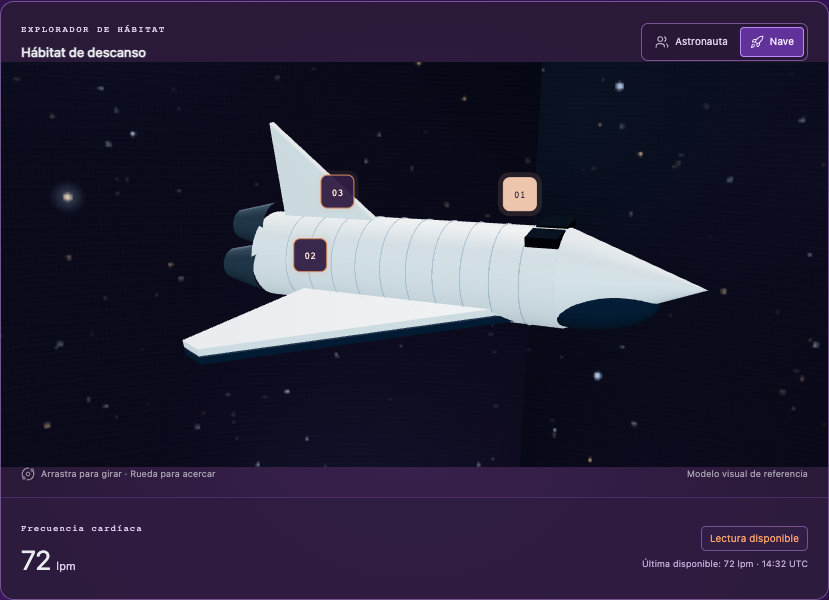 EXPLORADOR DE HÁBITAT
Hábitat de descanso
Astronauta
Nave
03
01
02
Arrastra para girar · Rueda para acercar
Modelo visual de referencia
Frecuencia cardíaca
72 lpm
Lectura disponible
Última disponible: 72 lpm · 14:32 UTC